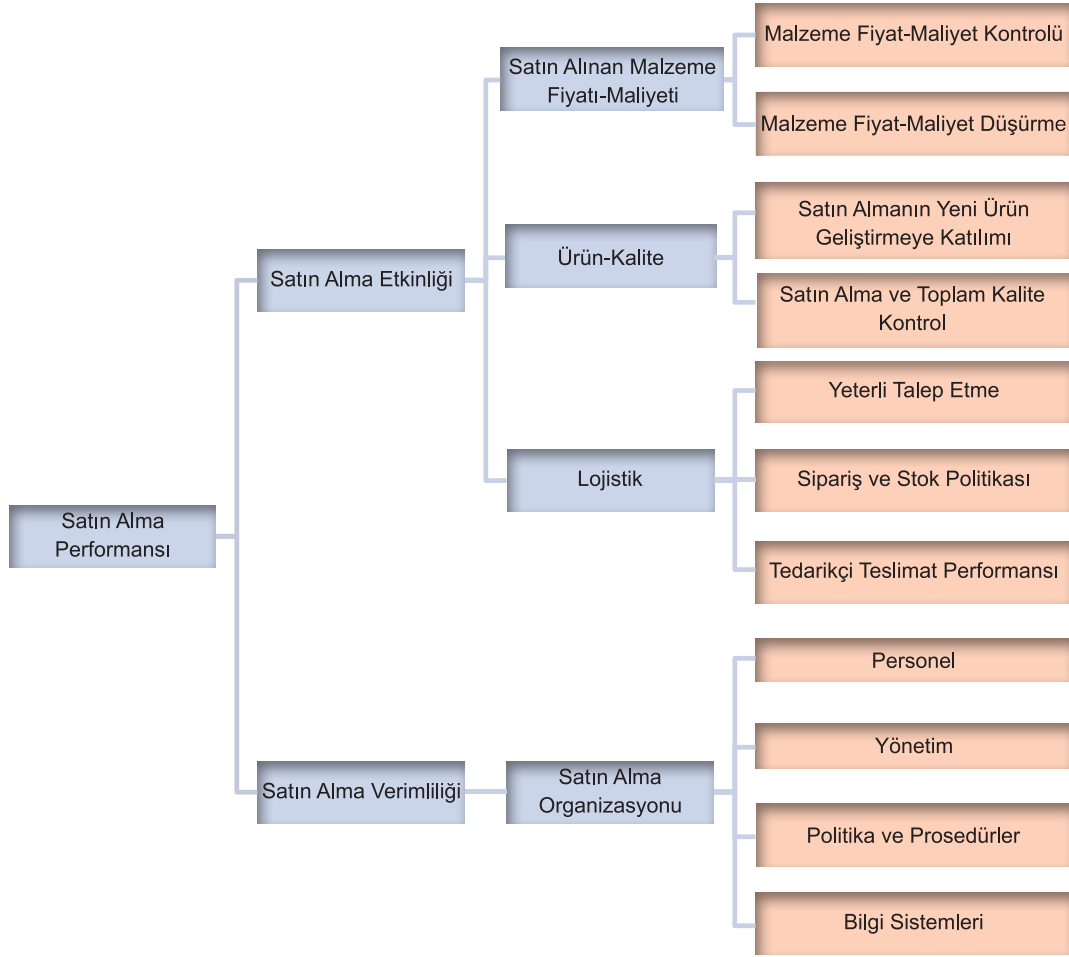 Satın Alma
Performansı
Satın Alma Etkinliği
Satın Alınan Malzeme
Fiyatı-Maliyeti
Malzeme Fiyat-Maliyet Kontrolü
Malzeme Fiyat-Maliyet Düşürme
Ürün-Kalite
Satın Almanın Yeni Ürün
Geliştirmeye Katılımı
Satın Alma ve Toplam Kalite
Kontrol
Lojistik
Yeterli Talep Etme
Sipariş ve Stok Politikası
Tedarikçi Teslimat Performansı
Satın Alma Verimliliği
Satın Alma
Organizasyonu
Personel
Yönetim
Politika ve Prosedürler
Bilgi Sistemleri